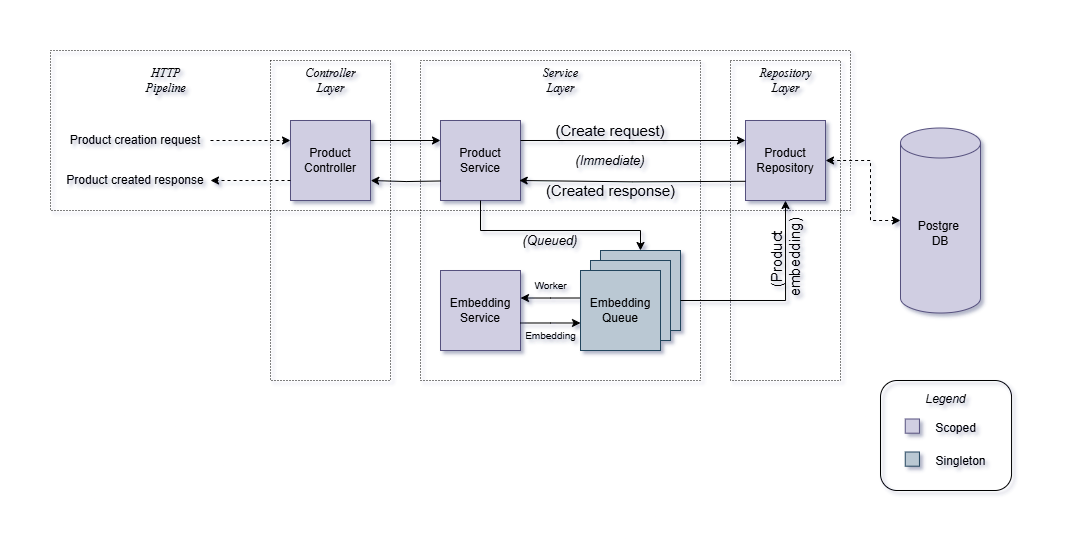 HTTP
Pipeline
Controller
Layer
Service
Layer
Repository
Layer
Product creation request
Product created response
Product
Controller
Product
Service
(Create request)
(Immediate)
(Created response)
Product
Repository
Postgre
DB
(Queued)
(Product
embedding)
Embedding
Service
Worker
Embedding
Embedding
Queue
Legend
Scoped
Singleton